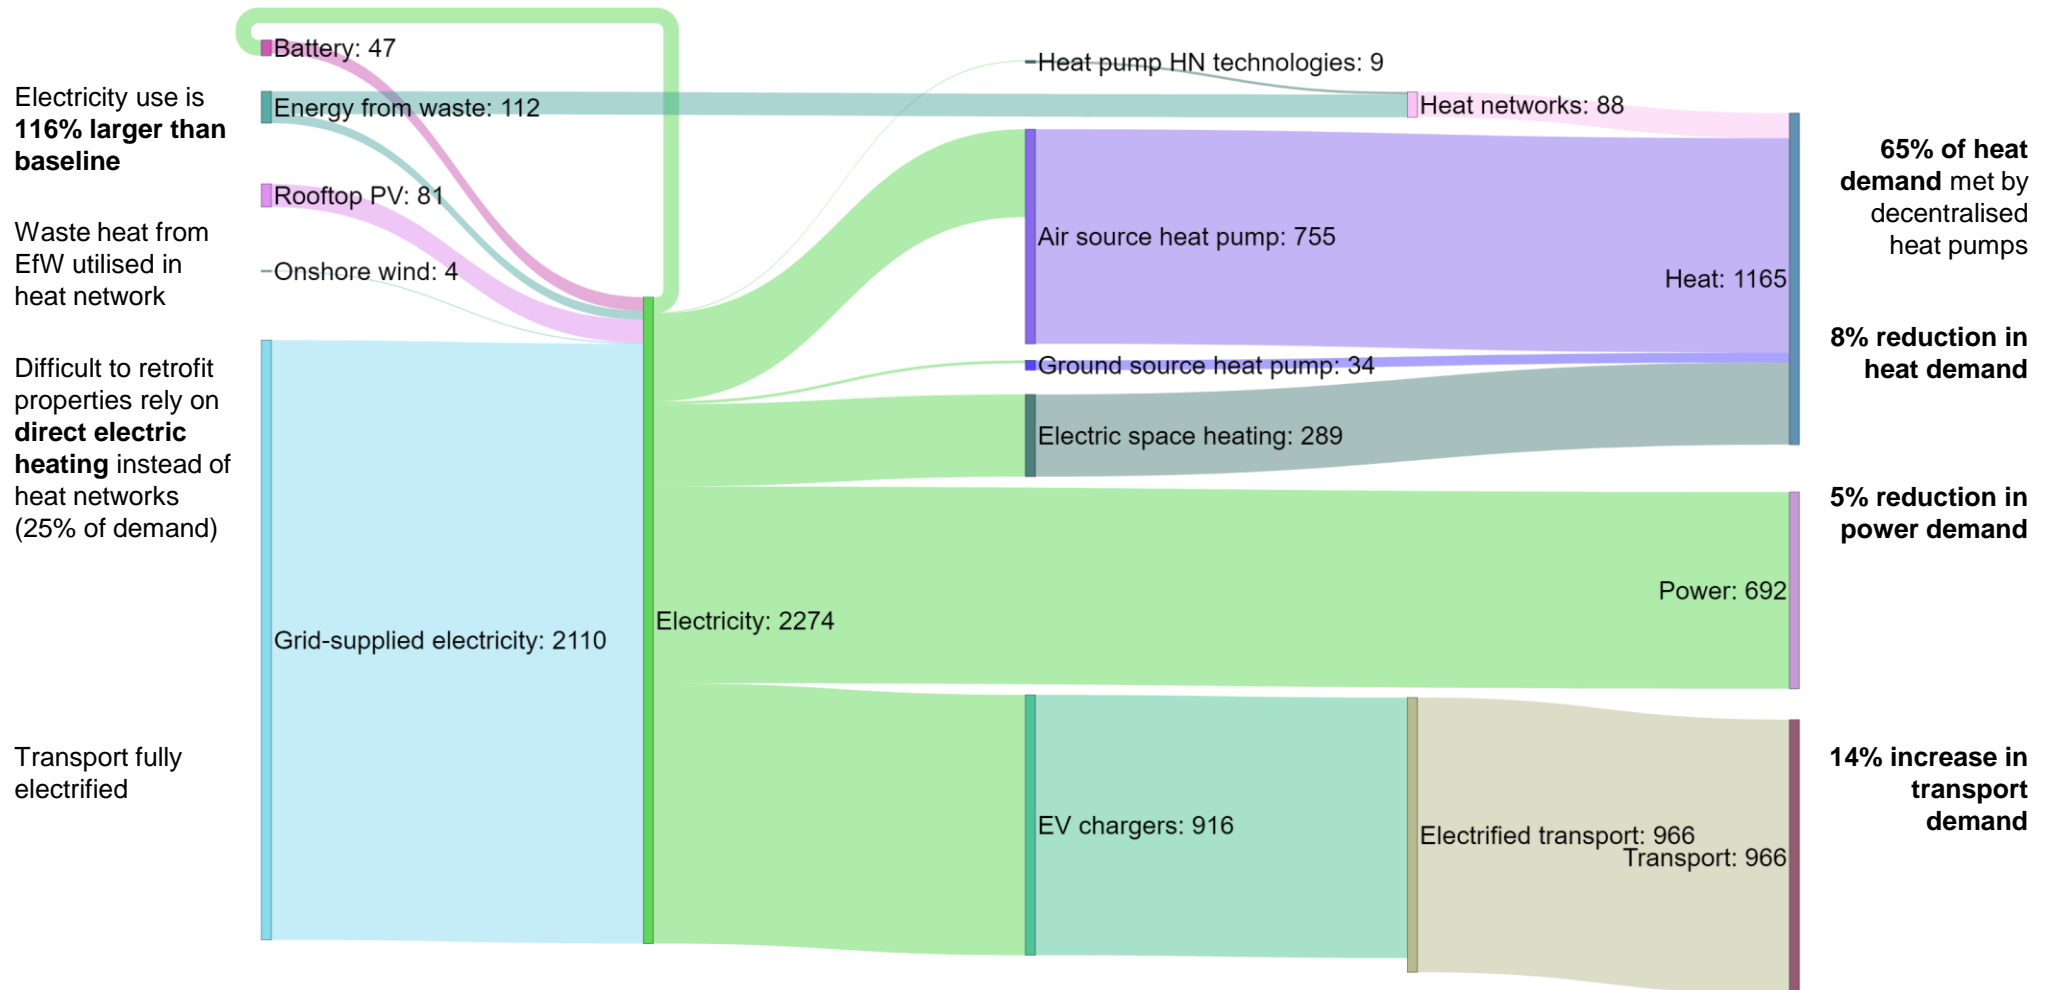 Electricity use is
116% larger than
baseline
Waste heat from
EfW utilised in
heat network
Difficult to retrofit
properties rely on
direct electric
heating instead of
heat networks
(25% of demand)
Transport fully
electrified
Battery: 47
Energy from waste: 112
Rooftop PV: 81
Onshore wind: 4
Grid-supplied electricity: 2110
Electricity: 2274
Heat pump HN technologies: 9
Air source heat pump: 755
Ground source heat pump: 34
Electric space heating: 289
EV chargers: 916
Heat networks: 88
Electrified transport: 966
Heat: 1165
Power: 692
Transport: 966
65% of heat
demand met by
decentralised
heat pumps
8% reduction in
heat demand
5% reduction in
power demand
14% increase in
transport
demand